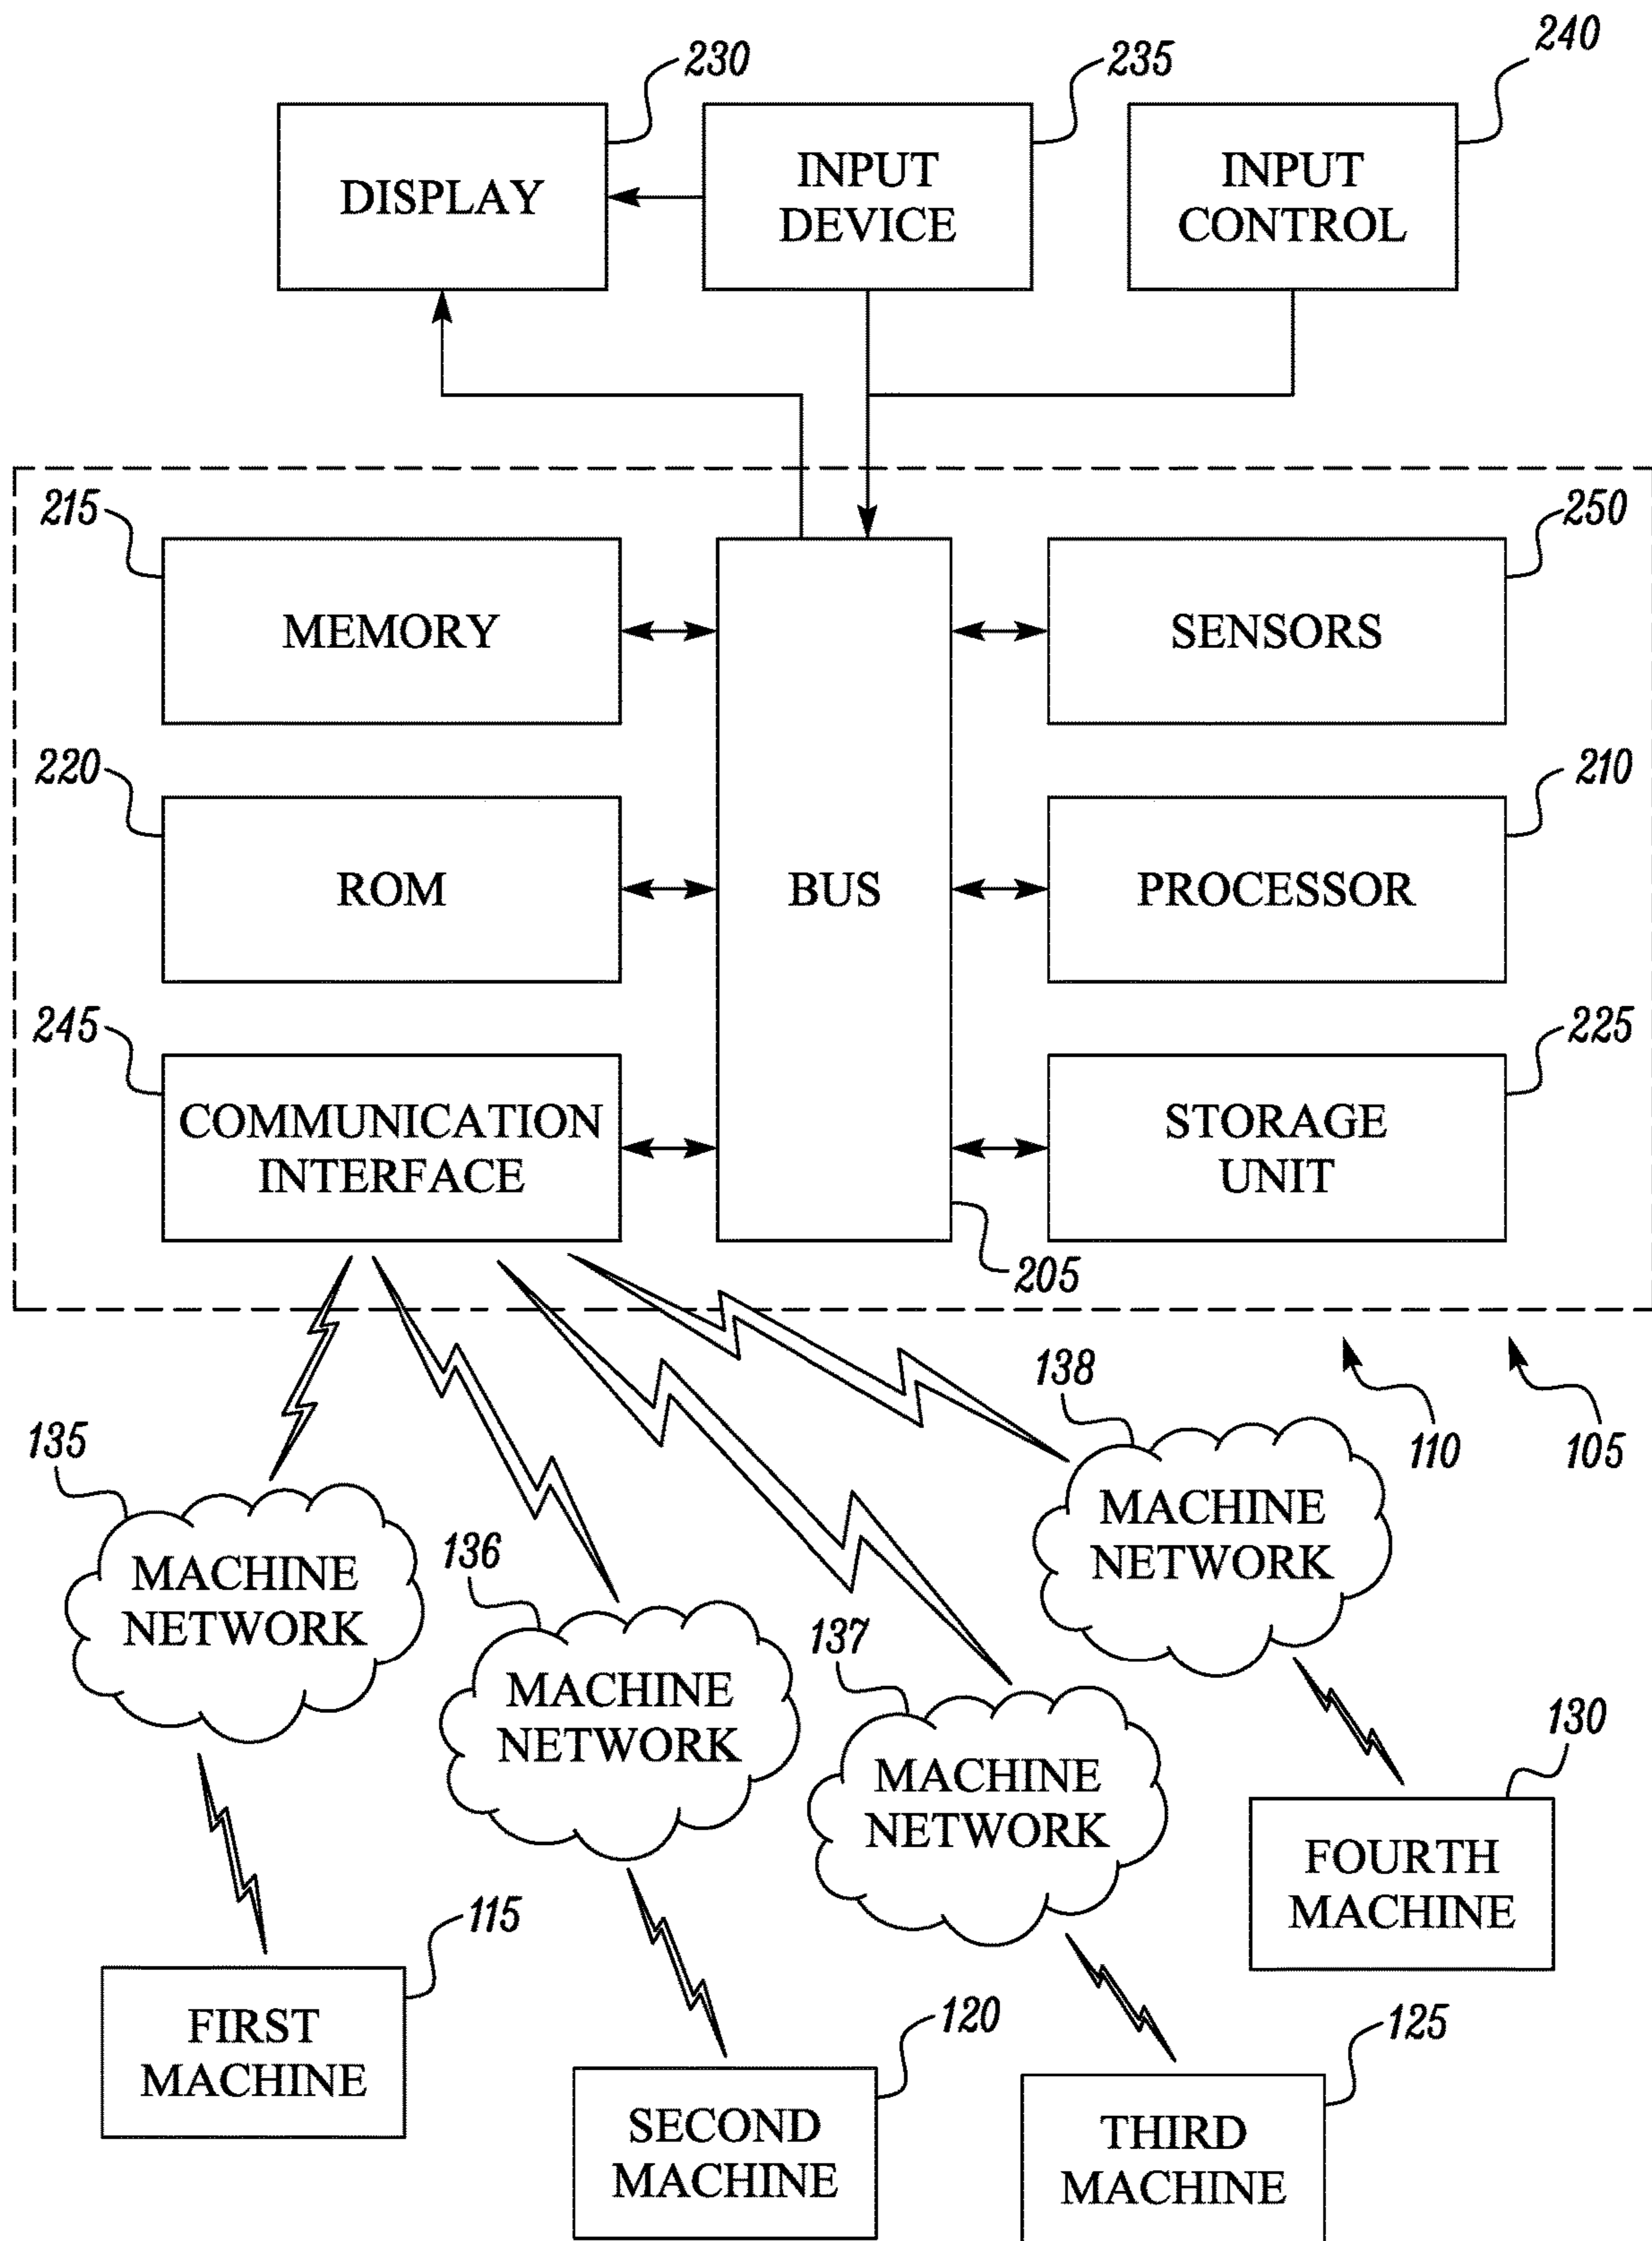 230
235
240
DISPLAY
INPUT
DEVICE
INPUT
CONTROL
215
250
MEMORY
SENSORS
220
210
ROM
BUS
PROCESSOR
245
225
COMMUNICATION
INTERFACE
STORAGE
UNIT
205
138
110
105
135
MACHINE
NETWORK
136
MACHINE
NETWORK
137
MACHINE
NETWORK
MACHINE
NETWORK
130
FOURTH
MACHINE
115
FIRST
MACHINE
120
SECOND
MACHINE
125
THIRD
MACHINE